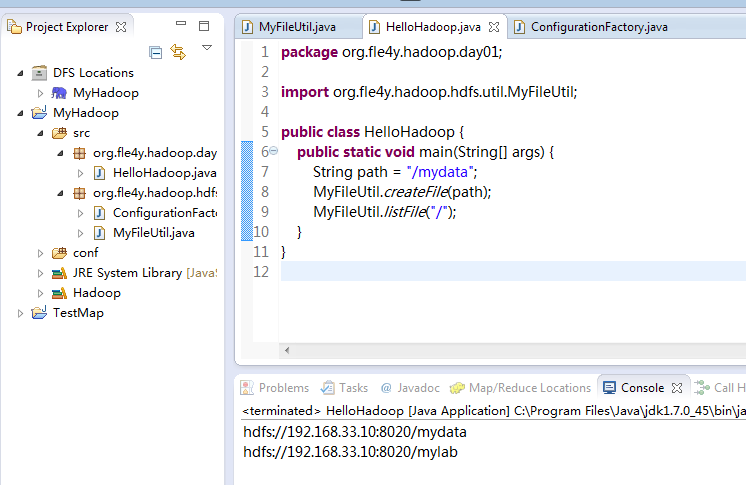 Project Explorer
DFS Locations
MyHadoop
MyHadoop
src
org.fle4y.hadoop.day
HelloHadoop.java
org.fle4y.hadoop.hdfs
ConfigurationFacto
MyFileUtil.java
conf
JRE System Library [JavaS
Hadoop
TestMap
MyFileUtil.java HelloHadoop.java ConfigurationFactory.java
1 package org.fle4y.hadoop.day01;
2
3 import org.fle4y.hadoop.hdfs.util.MyFileUtil;
4
5 public class HelloHadoop {
6 public static void main(String[] args) {
7 String path = "/mydata";
8 MyFileUtil.createFile(path);
9 MyFileUtil.listFile("/");
10 }
11 }
12
Problems Tasks @ Javadoc Map/Reduce Locations Console Call H
<terminated> HelloHadoop [Java Application] C:\Program Files\Java\jdk1.7.0_45\bin\ja
hdfs://192.168.33.10:8020/mydata
hdfs://192.168.33.10:8020/mylab